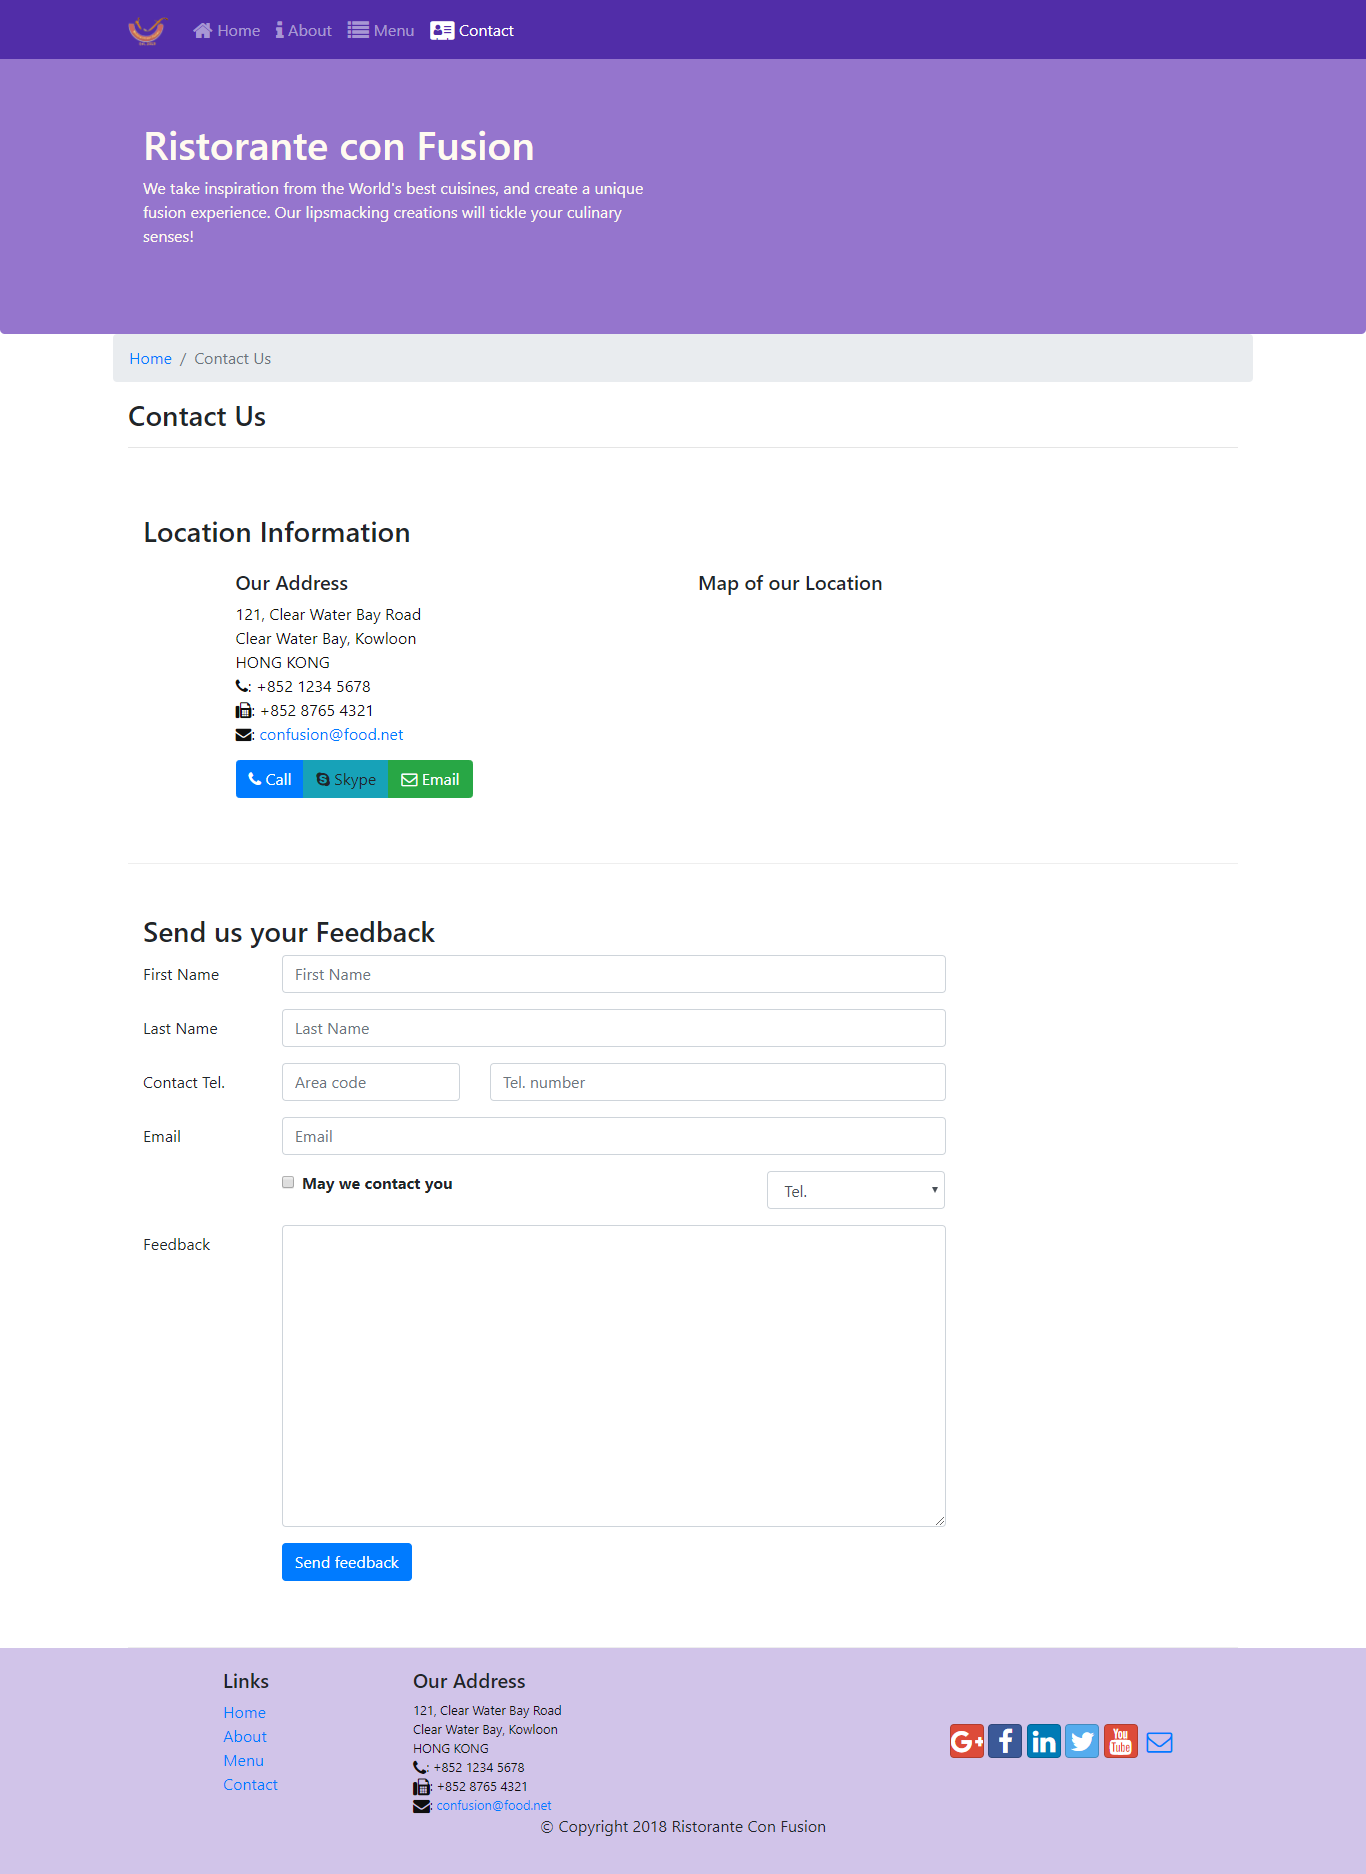 Home About Menu Contact
Ristorante con Fusion
We take inspiration from the World's best cuisines, and create a unique
fusion experience. Our lipsmacking creations will tickle your culinary
senses!
Home / Contact Us
Contact Us
Location Information
Our Address
121, Clear Water Bay Road
Clear Water Bay, Kowloon
HONG KONG
: +852 1234 5678
: +852 8765 4321
: confusion@food.net
Call Skype Email
Map of our Location
Send us your Feedback
First Name First Name
Last Name Last Name
Contact Tel. Area code Tel. number
Email Email
May we contact you Tel.
Feedback
Send feedback
Links
Home
About
Menu
Contact
Our Address
121, Clear Water Bay Road
Clear Water Bay, Kowloon
HONG KONG
: +852 1234 5678
: +852 8765 4321
: confusion@food.net
G+ f in You Tube
© Copyright 2018 Ristorante Con Fusion